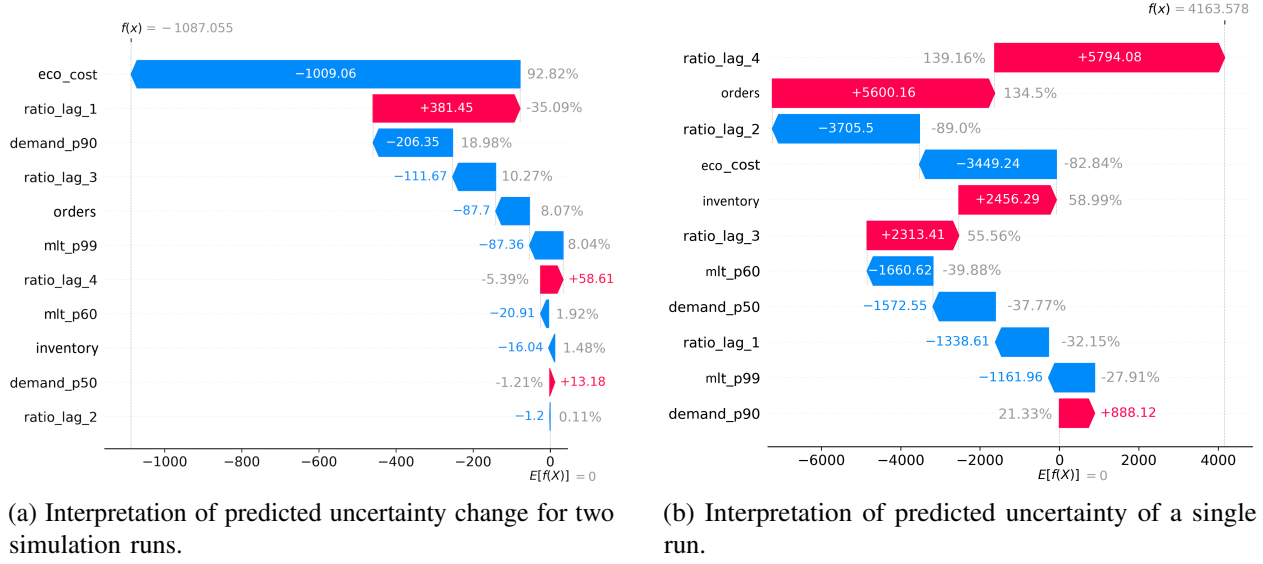 f(x) = −1087.055
eco_cost −1009.06 92.82%
ratio_lag_1 +381.45 -35.09%
demand_p90 −206.35 18.98%
ratio_lag_3 −111.67 10.27%
orders −87.7 8.07%
mlt_p99 −87.36 8.04%
ratio_lag_4 -5.39% +58.61
mlt_p60 −20.91 1.92%
inventory −16.04 1.48%
demand_p50 -1.21% +13.18
ratio_lag_2 −1.2 0.11%
−1000 −800 −600 −400 −200 0
E[f(X)] = 0
(a) Interpretation of predicted uncertainty change for two
simulation runs.
f(x) = 4163.578
ratio_lag_4 139.16% +5794.08
orders +5600.16 134.5%
ratio_lag_2 −3705.5 -89.0%
eco_cost −3449.24 -82.84%
inventory +2456.29 58.99%
ratio_lag_3 +2313.41 55.56%
mlt_p60 −1660.62 -39.88%
demand_p50 −1572.55 -37.77%
ratio_lag_1 −1338.61 -32.15%
mlt_p99 −1161.96 -27.91%
demand_p90 21.33% +888.12
−6000 −4000 −2000 0 2000 4000
E[f(X)] = 0
(b) Interpretation of predicted uncertainty of a single
run.